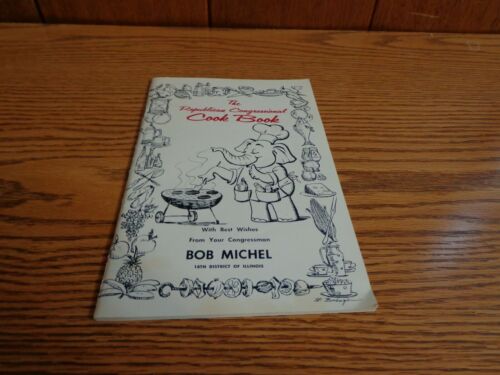 The
Republican Congressional
Cook Book
With Best Wishes
From Your Congressman
BOB MICHEL
18TH DISTRICT OF ILLINOIS